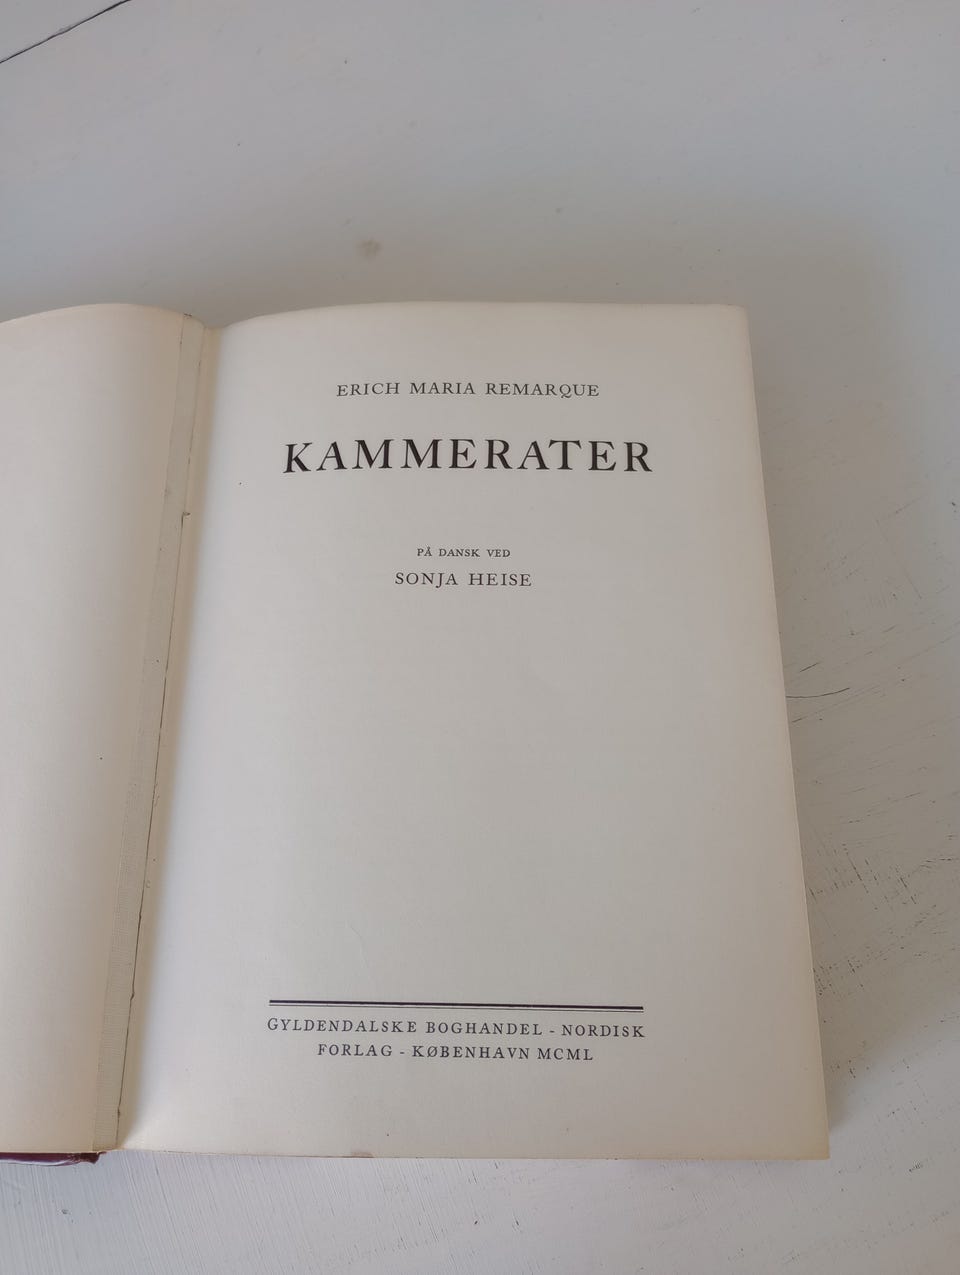 ERICH MARIA REMARQUE
KAMMERATER
PÅ DANSK VED
SONJA HEISE
GYLDENDALSKE BOGHANDEL - NORDISK
FORLAG - KØBENHAVN MCML